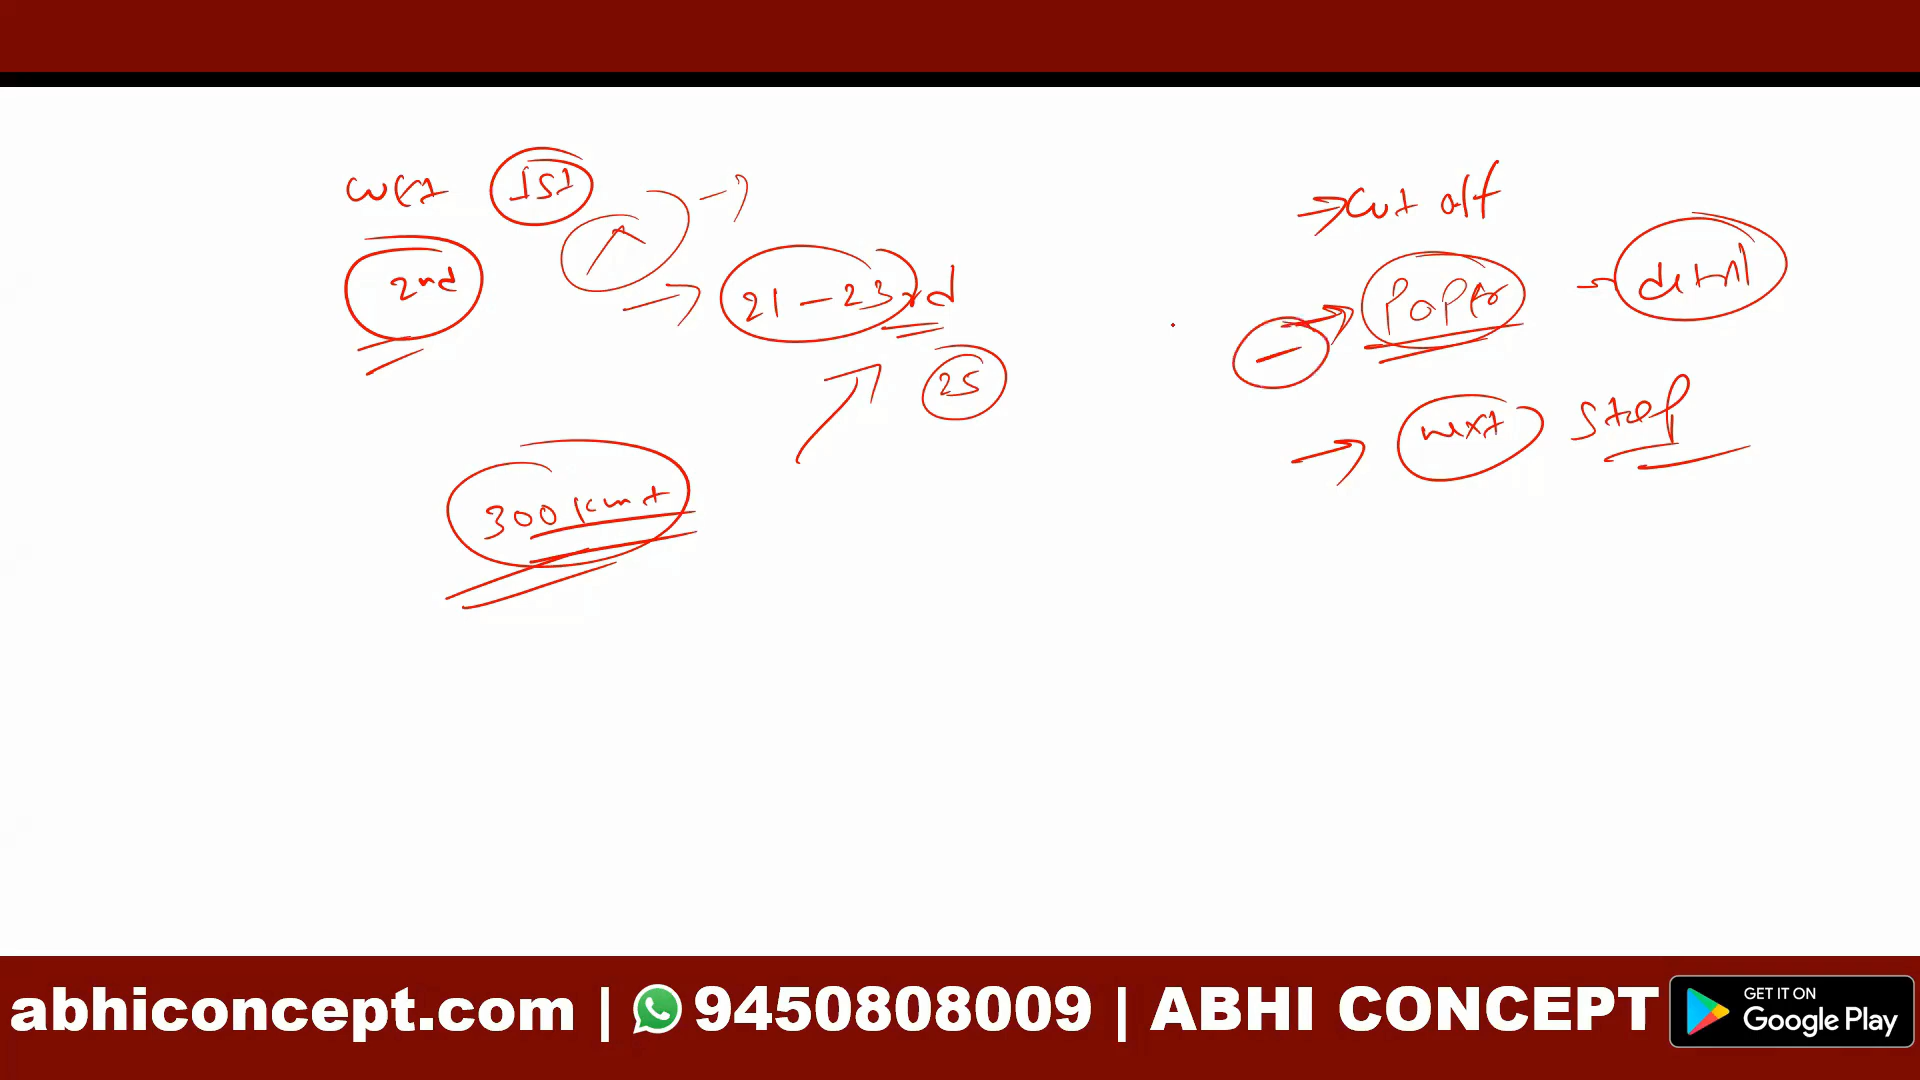 1st
2nd
21-23rd
25
300
→ cut off
→ Paper → detail
→ next step
abhiconcept.com | 9450808009 | ABHI CONCEPT
GET IT ON
Google Play